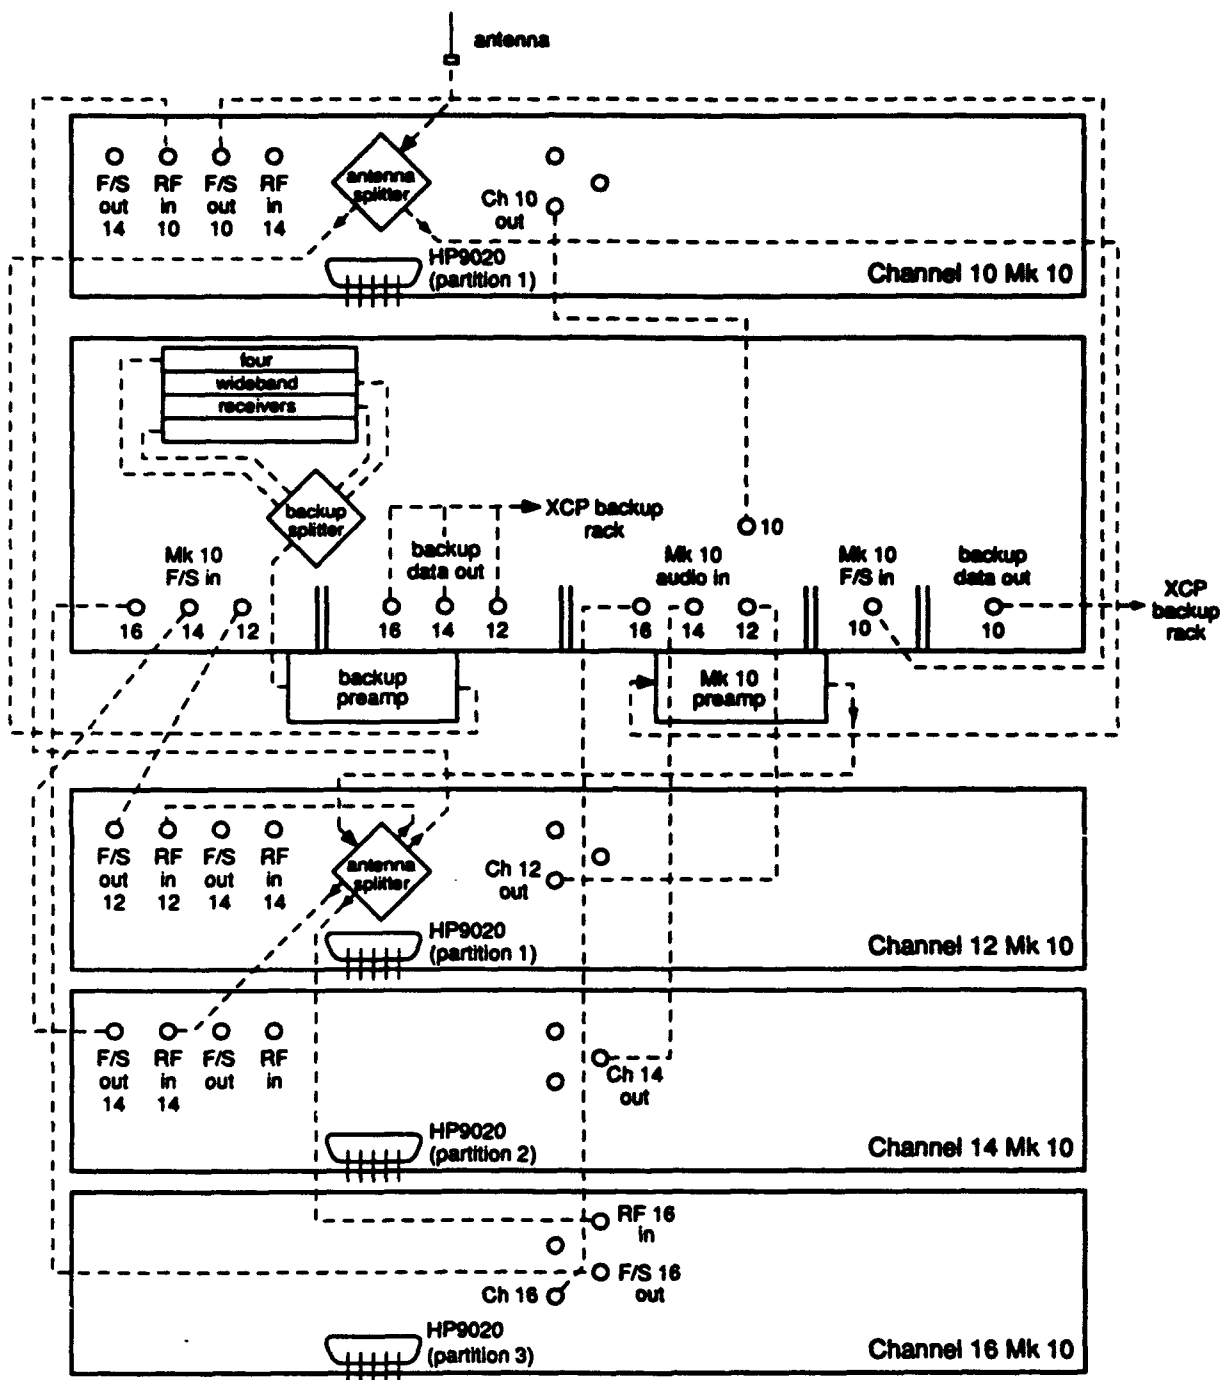 antenna
F/S out 14
RF in 10
F/S out 10
RF in 14
antenna
splitter
Ch 10
out
HP9020
(partition 1)
Channel 10 Mk 10
four
wideband
receivers
backup
splitter
XCP backup
rack
10
Mk 10
F/S in
backup
data out
Mk 10
audio in
Mk 10
F/S in
backup
data out
16
14
12
16
14
12
16
14
12
10
10
XCP
backup
rack
backup
preamp
Mk 10
preamp
F/S out 12
RF in 12
F/S out 14
RF in 14
antenna
splitter
Ch 12
out
HP9020
(partition 1)
Channel 12 Mk 10
F/S out 14
RF in 14
F/S out
RF in
Ch 14
out
HP9020
(partition 2)
Channel 14 Mk 10
RF 16
in
F/S 16
out
Ch 16
HP9020
(partition 3)
Channel 16 Mk 10